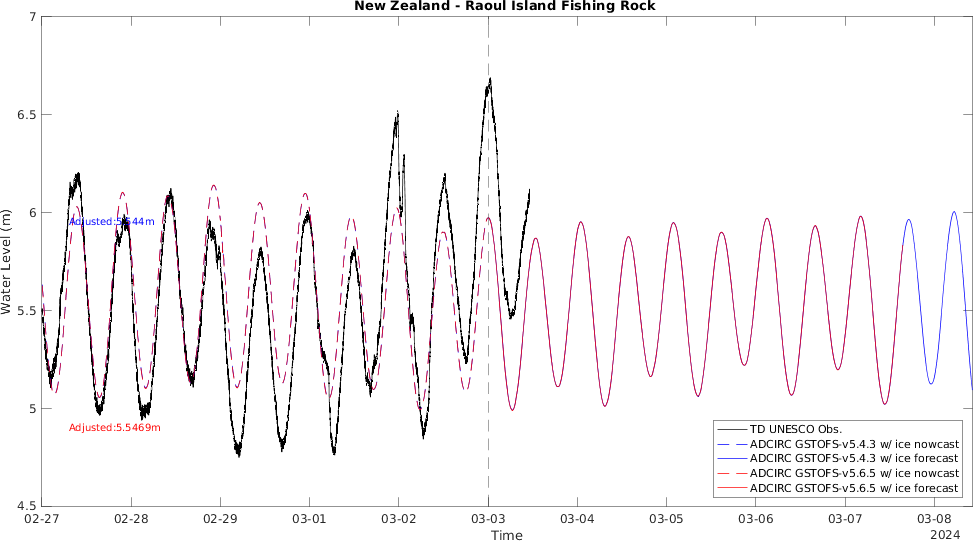 New Zealand - Raoul Island Fishing Rock
7
6.5
6
5.5
5
4.5
Water Level (m)
Adjusted:5.5444m
Adjusted:5.5469m
TD UNESCO Obs.
ADCIRC GSTOFS-v5.4.3 w/ ice nowcast
ADCIRC GSTOFS-v5.4.3 w/ ice forecast
ADCIRC GSTOFS-v5.6.5 w/ ice nowcast
ADCIRC GSTOFS-v5.6.5 w/ ice forecast
02-27 02-28 02-29 03-01 03-02 03-03 03-04 03-05 03-06 03-07 03-08
Time
2024